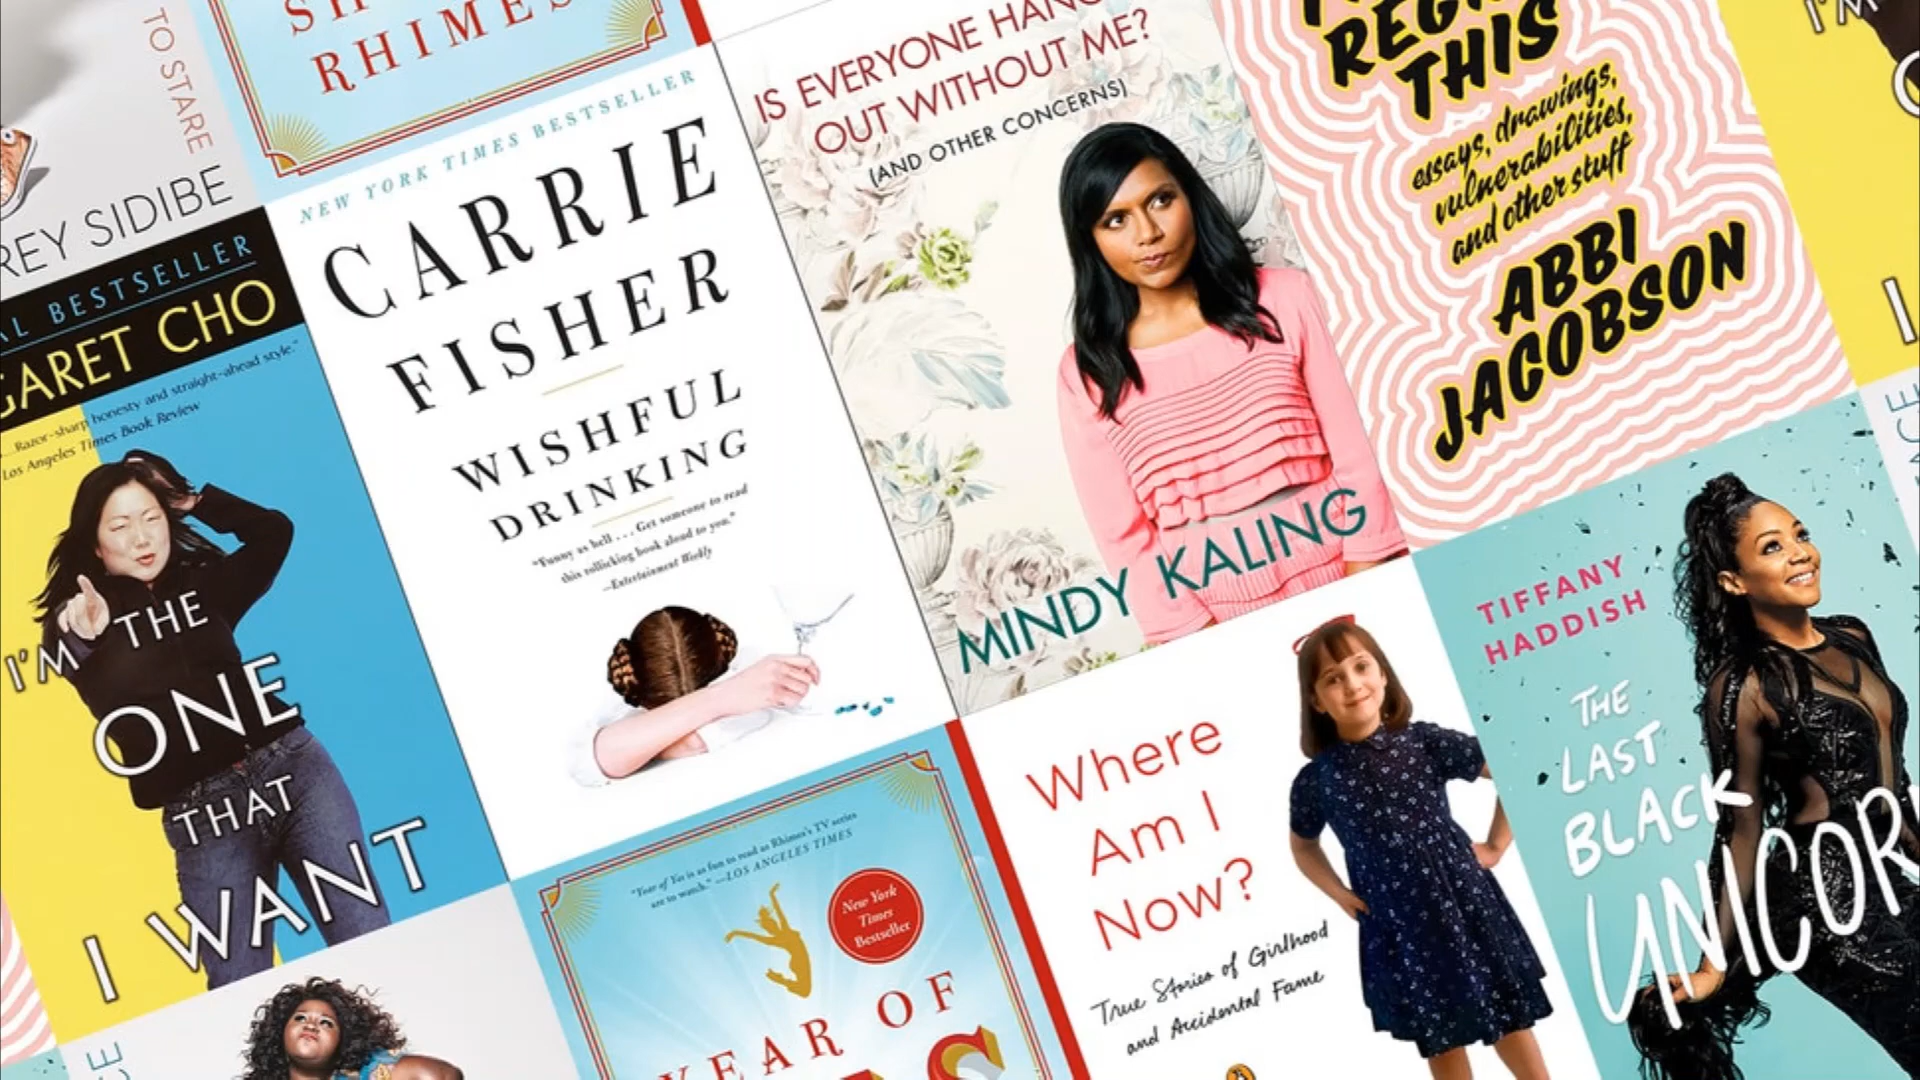 TO STARE
REY SIDIBE
RHIMES
AL BESTSELLER
GARET CHO
...Razor-sharp honesty and straight-ahead style."
Los Angeles Times Book Review
I'M THE
ONE
THAT
I WANT
NEW YORK TIMES BESTSELLER
CARRIE
FISHER
WISHFUL
DRINKING
"Funny as hell . . . Get someone to read
this rollicking book aloud to you."
—Entertainment Weekly
IS EVERYONE HANG
OUT WITHOUT ME?
(AND OTHER CONCERNS)
MINDY KALING
REG
THIS
essays, drawings,
vulnerabilities,
and other stuff
ABBI
JACOBSON
I'M
"Year of Yes is as fun to read as Rhimes's TV series
are to watch." —LOS ANGELES TIMES
New York
Times
Bestseller
YEAR OF
Where
Am I
Now?
True Stories of Girlhood
and Accidental Fame
TIFFANY
HADDISH
THE
LAST
BLACK
UNICOR